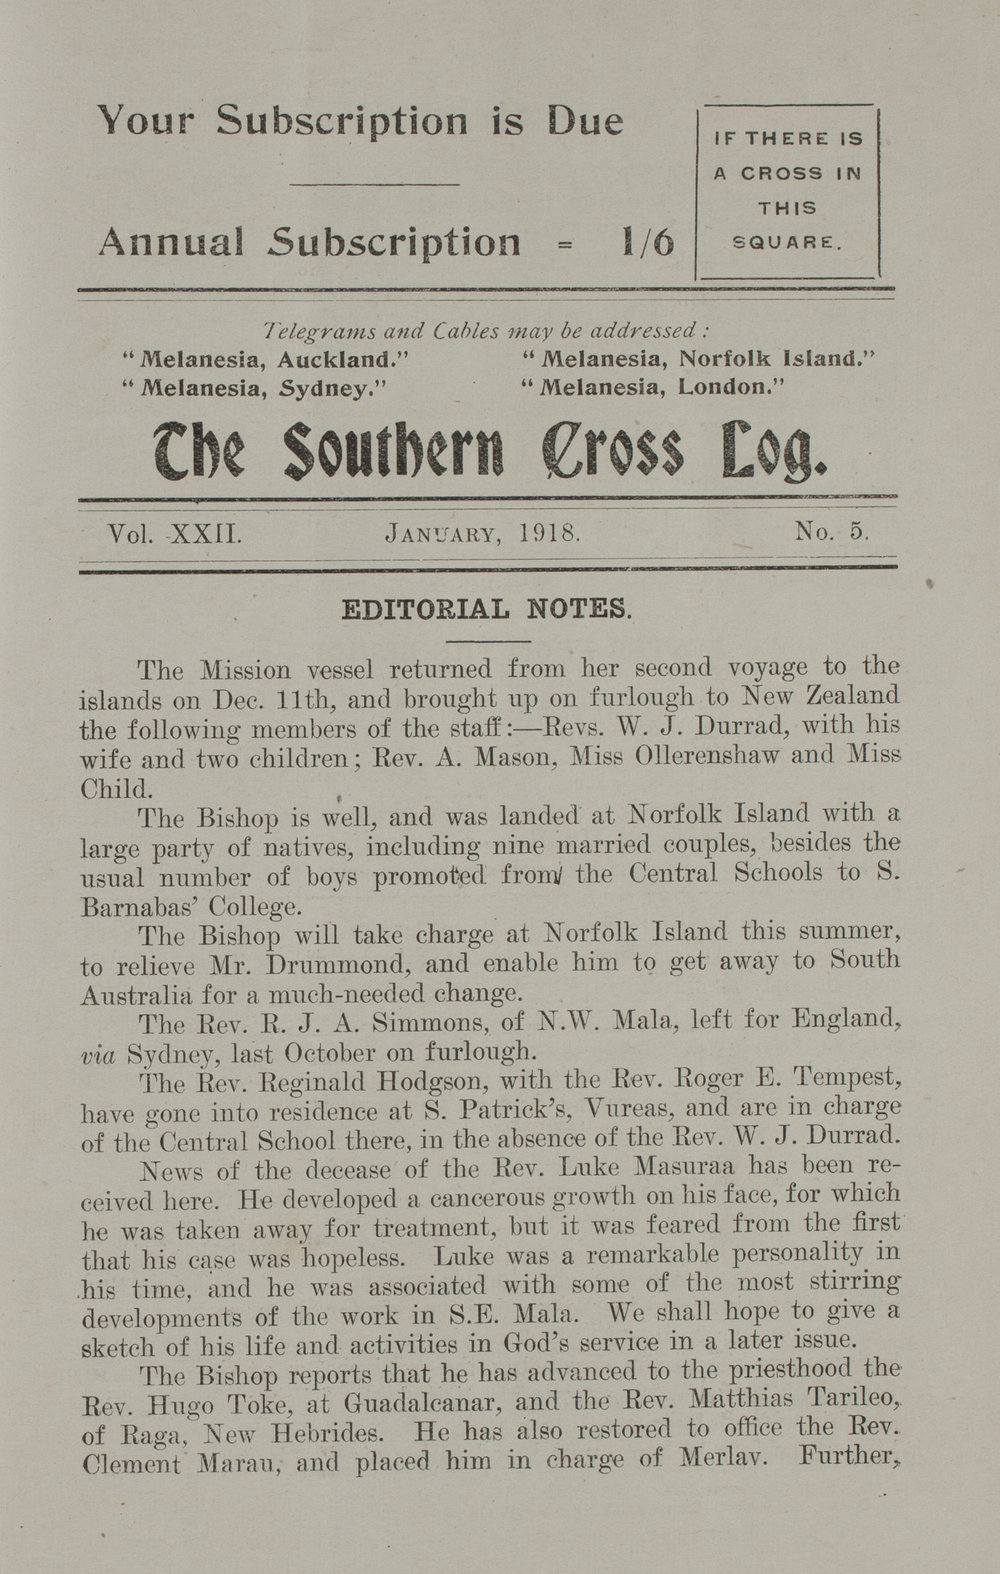 Your Subscription is Due
IF THERE IS
A CROSS IN
THIS
SQUARE.
Annual Subscription = 1/6
Telegrams and Cables may be addressed :
"Melanesia, Auckland." "Melanesia, Norfolk Island."
"Melanesia, Sydney." "Melanesia, London."
The Southern Cross Log.
Vol. XXII. JANUARY, 1918. No. 5.
EDITORIAL NOTES.
The Mission vessel returned from her second voyage to the
islands on Dec. 11th, and brought up on furlough to New Zealand
the following members of the staff:—Revs. W. J. Durrad, with his
wife and two children; Rev. A. Mason, Miss Ollerenshaw and Miss
Child.
The Bishop is well, and was landed at Norfolk Island with a
large party of natives, including nine married couples, besides the
usual number of boys promoted from the Central Schools to S.
Barnabas' College.
The Bishop will take charge at Norfolk Island this summer,
to relieve Mr. Drummond, and enable him to get away to South
Australia for a much-needed change.
The Rev. R. J. A. Simmons, of N.W. Mala, left for England,
via Sydney, last October on furlough.
The Rev. Reginald Hodgson, with the Rev. Roger E. Tempest,
have gone into residence at S. Patrick's, Vureas, and are in charge
of the Central School there, in the absence of the Rev. W. J. Durrad.
News of the decease of the Rev. Luke Masuraa has been re-
ceived here. He developed a cancerous growth on his face, for which
he was taken away for treatment, but it was feared from the first
that his case was hopeless. Luke was a remarkable personality in
his time, and he was associated with some of the most stirring
developments of the work in S.E. Mala. We shall hope to give a
sketch of his life and activities in God's service in a later issue.
The Bishop reports that he has advanced to the priesthood the
Rev. Hugo Toke, at Guadalcanar, and the Rev. Matthias Tarileo,
of Raga, New Hebrides. He has also restored to office the Rev.
Clement Marau, and placed him in charge of Merlav. Further,